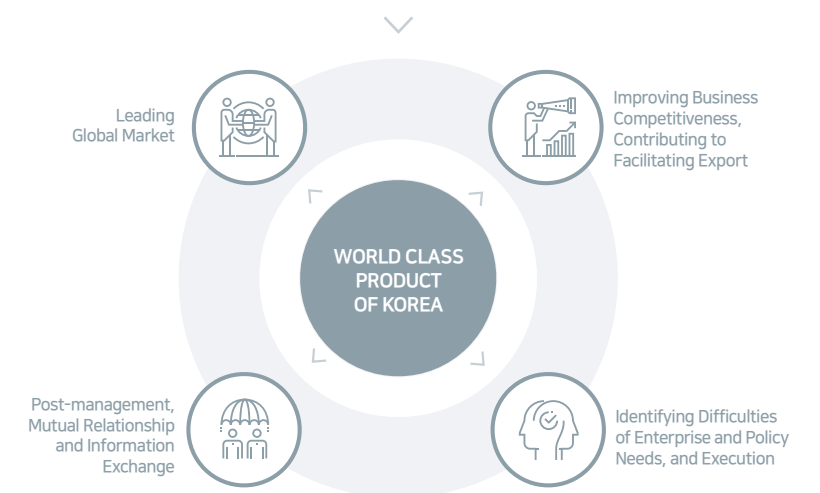 Leading
Global Market
Improving Business
Competitiveness,
Contributing to
Facilitating Export
WORLD CLASS
PRODUCT
OF KOREA
Post-management,
Mutual Relationship
and Information
Exchange
Identifying Difficulties
of Enterprise and Policy
Needs, and Execution